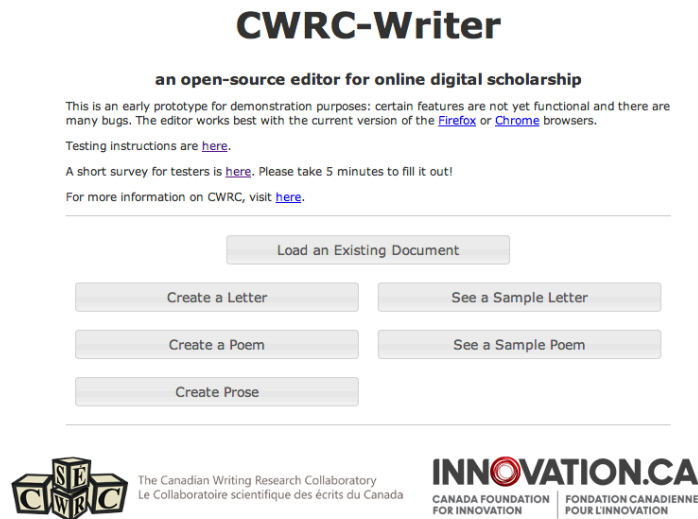 CWRC-Writer
an open-source editor for online digital scholarship
This is an early prototype for demonstration purposes: certain features are not yet functional and there are
many bugs. The editor works best with the current version of the Firefox or Chrome browsers.
Testing instructions are here.
A short survey for testers is here. Please take 5 minutes to fill it out!
For more information on CWRC, visit here.
Load an Existing Document
Create a Letter
See a Sample Letter
Create a Poem
See a Sample Poem
Create Prose
S É
C W R C
The Canadian Writing Research Collaboratory
Le Collaboratoire scientifique des écrits du Canada
INNOVATION.CA
CANADA FOUNDATION
FOR INNOVATION
FONDATION CANADIENNE
POUR L'INNOVATION